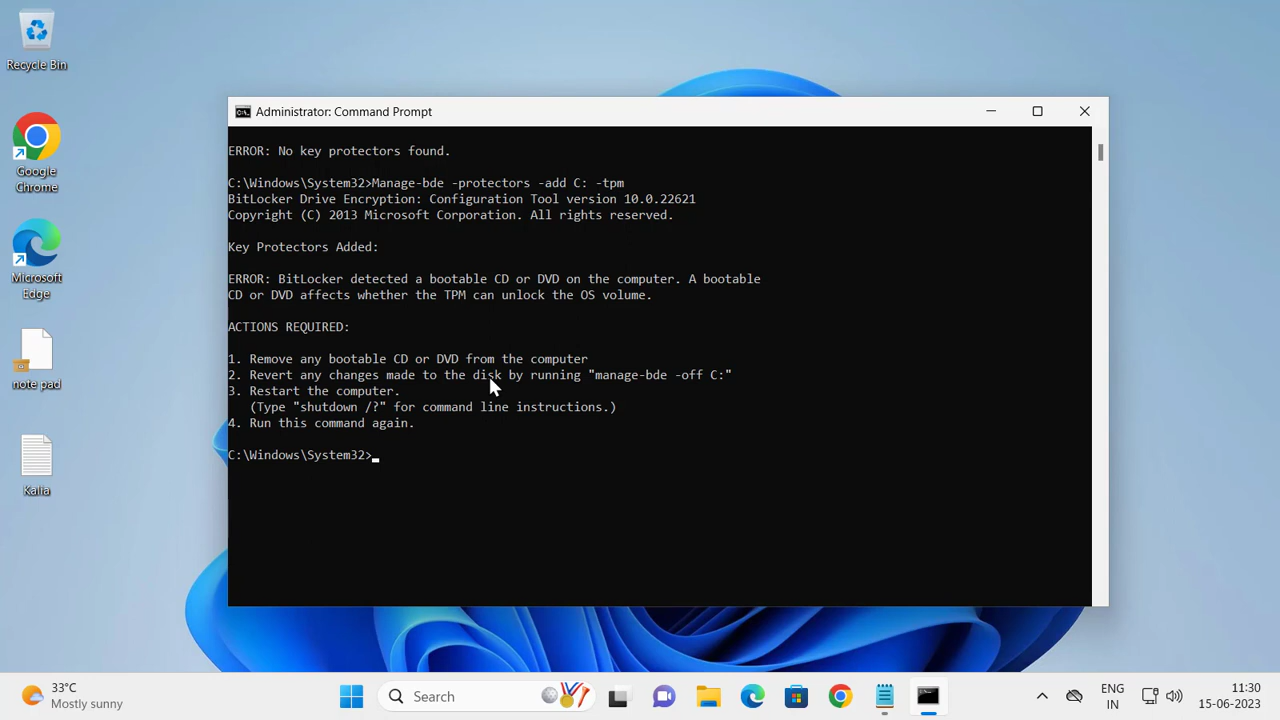 Recycle Bin
Google
Chrome
Microsoft
Edge
note pad
Kalia
Administrator: Command Prompt
ERROR: No key protectors found.
C:\Windows\System32>Manage-bde -protectors -add C: -tpm
BitLocker Drive Encryption: Configuration Tool version 10.0.22621
Copyright (C) 2013 Microsoft Corporation. All rights reserved.
Key Protectors Added:
ERROR: BitLocker detected a bootable CD or DVD on the computer. A bootable
CD or DVD affects whether the TPM can unlock the OS volume.
ACTIONS REQUIRED:
1. Remove any bootable CD or DVD from the computer
2. Revert any changes made to the disk by running "manage-bde -off C:"
3. Restart the computer.
(Type "shutdown /?" for command line instructions.)
4. Run this command again.
C:\Windows\System32>
33°C
Mostly sunny
Search
ENG
IN
11:30
15-06-2023